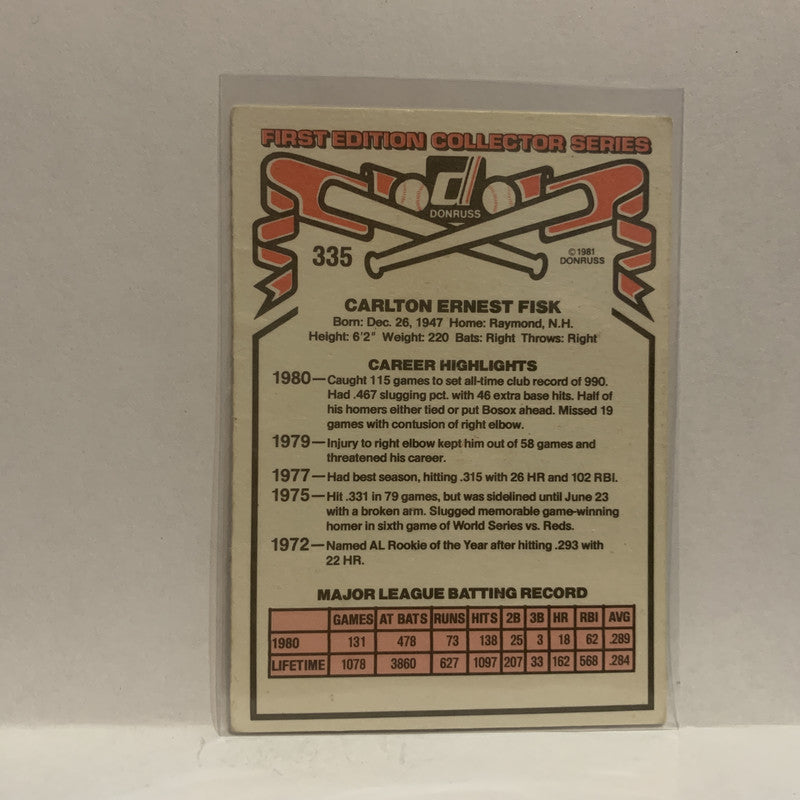 FIRST EDITION COLLECTOR SERIES
d
DONRUSS
335
© 1981
DONRUSS
CARLTON ERNEST FISK
Born: Dec. 26, 1947 Home: Raymond, N.H.
Height: 6'2" Weight: 220 Bats: Right Throws: Right
CAREER HIGHLIGHTS
1980—Caught 115 games to set all-time club record of 990.
Had .467 slugging pct. with 46 extra base hits. Half of
his homers either tied or put Bosox ahead. Missed 19
games with contusion of right elbow.
1979—Injury to right elbow kept him out of 58 games and
threatened his career.
1977—Had best season, hitting .315 with 26 HR and 102 RBI.
1975—Hit .331 in 79 games, but was sidelined until June 23
with a broken arm. Slugged memorable game-winning
homer in sixth game of World Series vs. Reds.
1972—Named AL Rookie of the Year after hitting .293 with
22 HR.
MAJOR LEAGUE BATTING RECORD
GAMES AT BATS RUNS HITS 2B 3B HR RBI AVG
1980 131 478 73 138 25 3 18 62 .289
LIFETIME 1078 3860 627 1097 207 33 162 568 .284